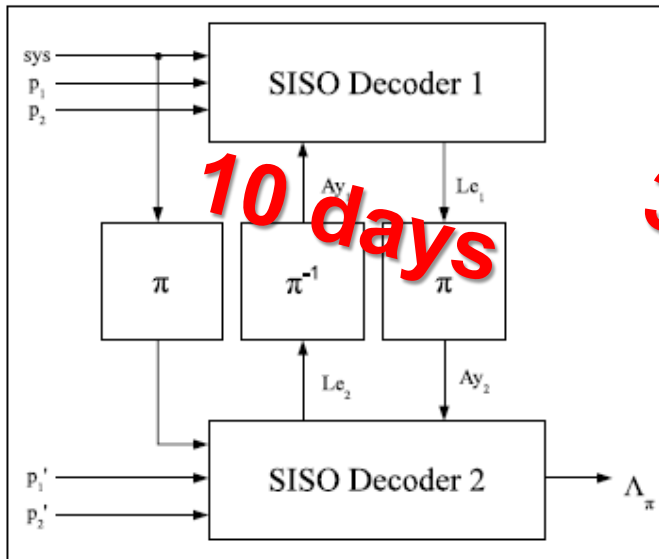 sys
p₁
p₂
SISO Decoder 1
10 days
Ay₁
Le₁
π
π⁻¹
π
Le₂
Ay₂
p₁'
p₂'
SISO Decoder 2
Λπ